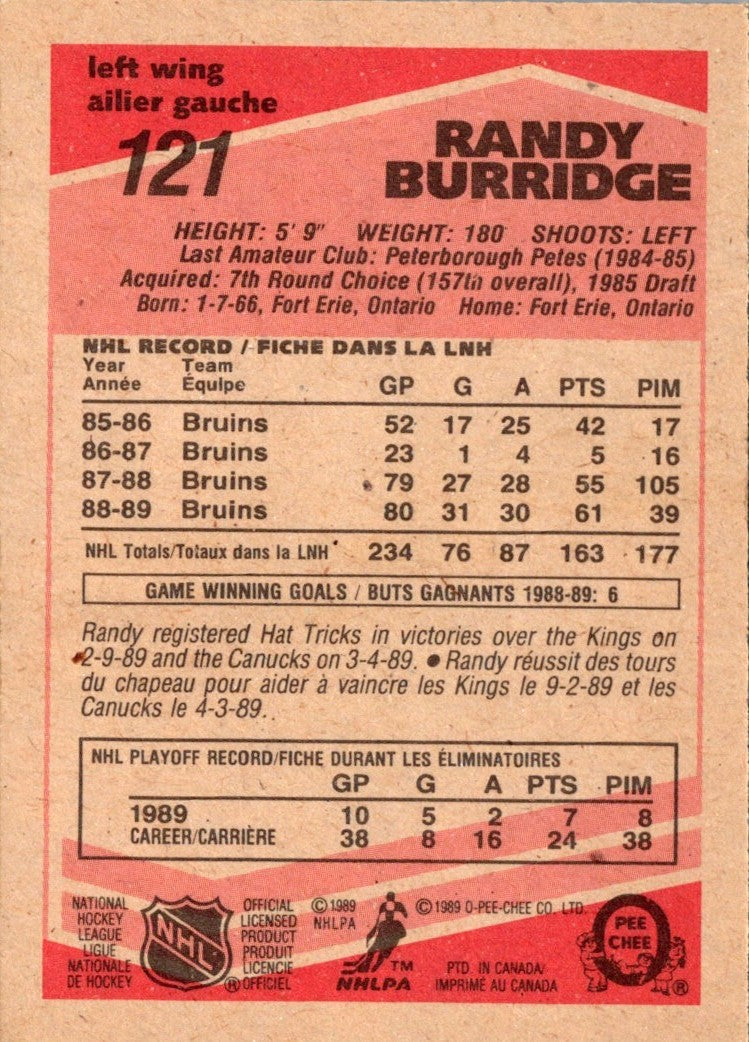 left wing
ailier gauche
121
RANDY
BURRIDGE
HEIGHT: 5' 9" WEIGHT: 180 SHOOTS: LEFT
Last Amateur Club: Peterborough Petes (1984-85)
Acquired: 7th Round Choice (157th overall), 1985 Draft
Born: 1-7-66, Fort Erie, Ontario Home: Fort Erie, Ontario
NHL RECORD / FICHE DANS LA LNH
Year Team
Année Équipe GP G A PTS PIM
85-86 Bruins 52 17 25 42 17
86-87 Bruins 23 1 4 5 16
87-88 Bruins 79 27 28 55 105
88-89 Bruins 80 31 30 61 39
NHL Totals/Totaux dans la LNH 234 76 87 163 177
GAME WINNING GOALS / BUTS GAGNANTS 1988-89: 6
Randy registered Hat Tricks in victories over the Kings on
2-9-89 and the Canucks on 3-4-89. ● Randy réussit des tours
du chapeau pour aider à vaincre les Kings le 9-2-89 et les
Canucks le 4-3-89.
NHL PLAYOFF RECORD/FICHE DURANT LES ÉLIMINATOIRES
GP G A PTS PIM
1989 10 5 2 7 8
CAREER/CARRIÈRE 38 8 16 24 38
NATIONAL
HOCKEY
LEAGUE
LIGUE
NATIONALE
DE HOCKEY
NHL
®
OFFICIAL
LICENSED
PRODUCT
PRODUIT
LICENCIE
OFFICIEL
© 1989
NHLPA
TM
NHLPA
© 1989 O-PEE-CHEE CO. LTD.
PTD. IN CANADA/
IMPRIMÉ AU CANADA
O
PEE
CHEE
®